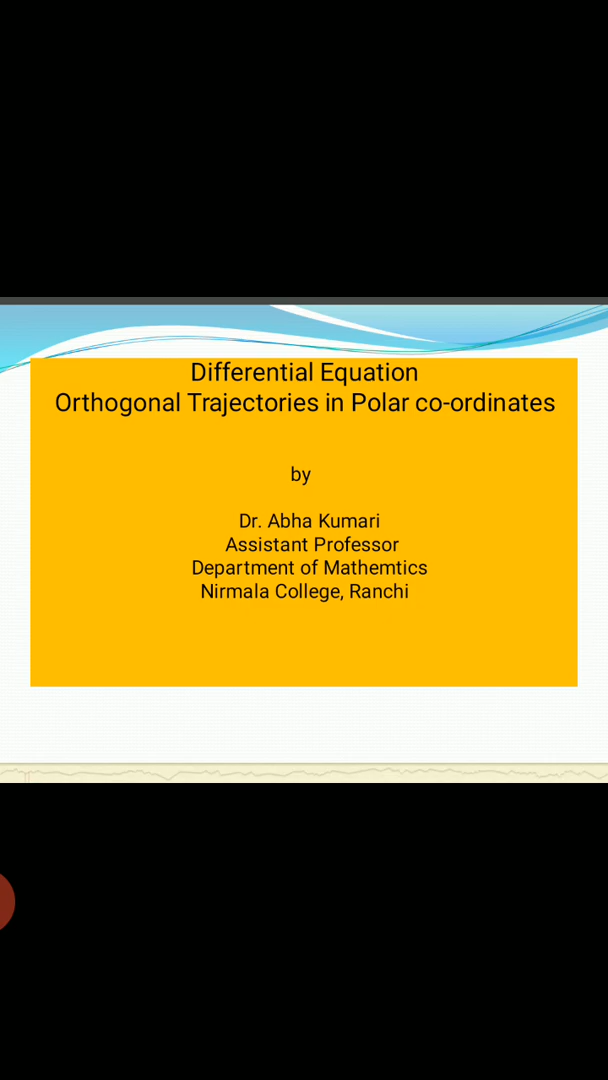 Differential Equation
Orthogonal Trajectories in Polar co-ordinates
by
Dr. Abha Kumari
Assistant Professor
Department of Mathemtics
Nirmala College, Ranchi